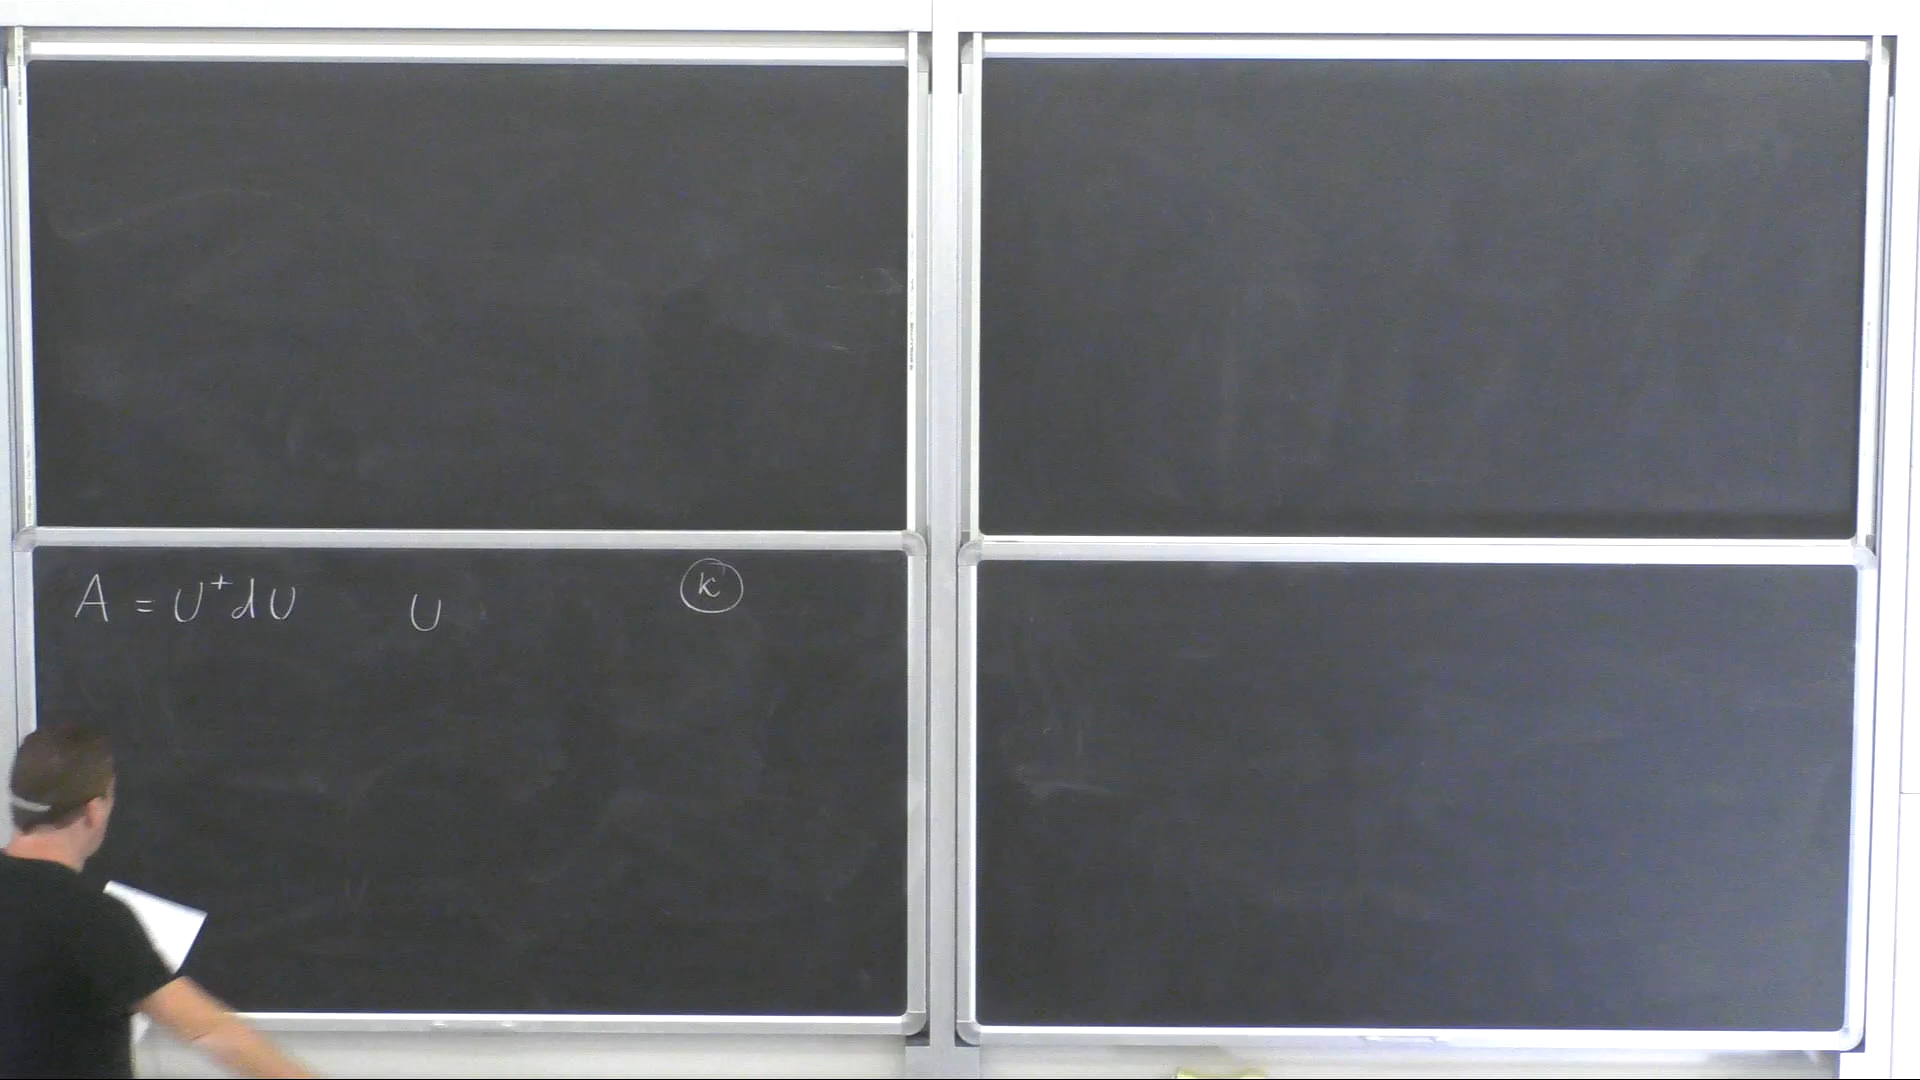 A = U⁺dU U K